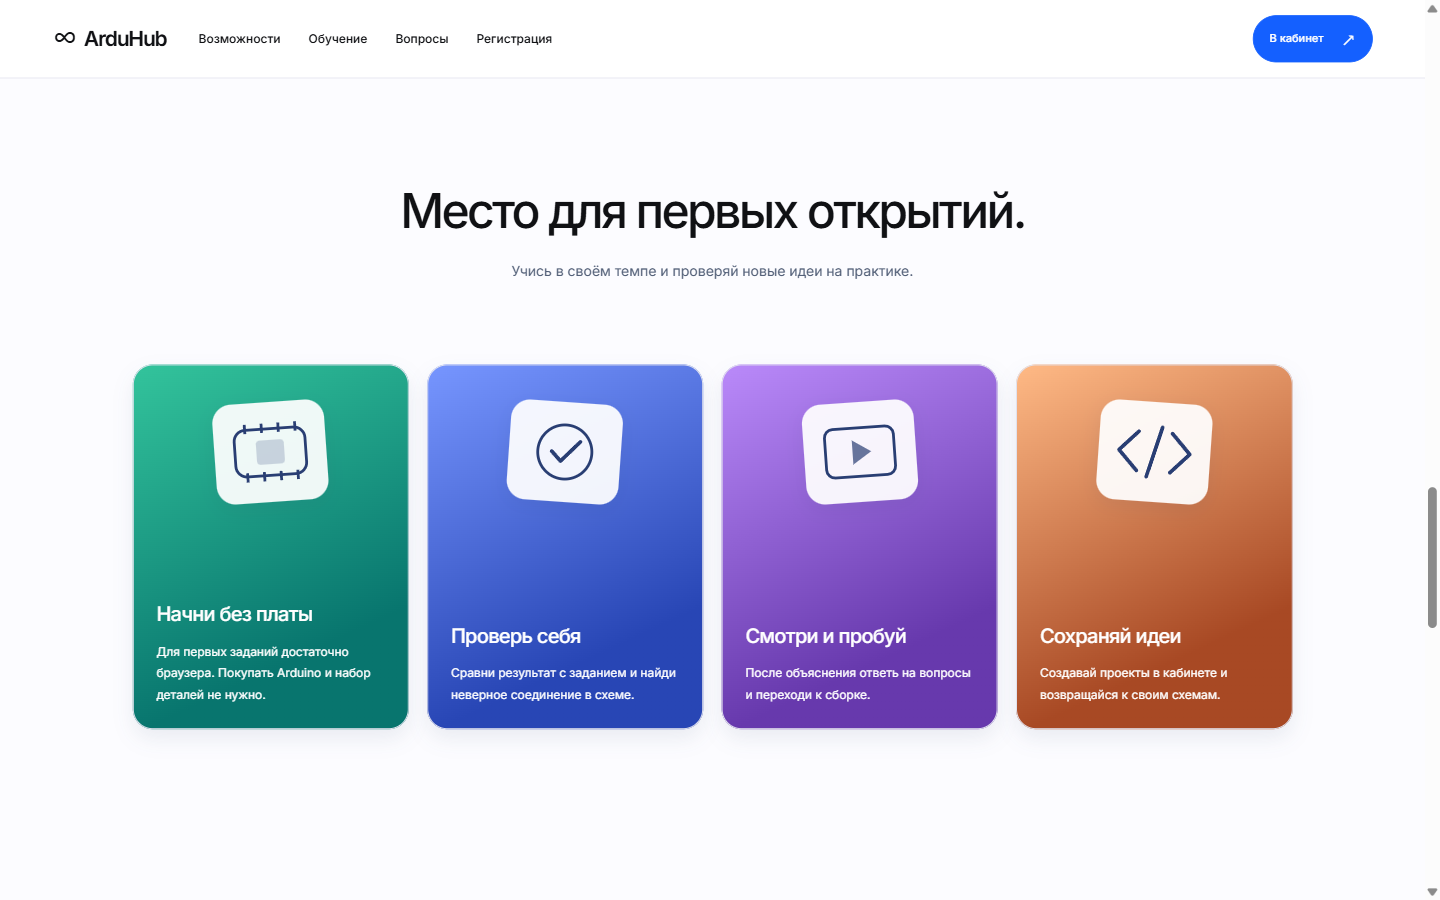 ArduHub
Возможности
Обучение
Вопросы
Регистрация
В кабинет
Место для первых открытий.
Учись в своём темпе и проверяй новые идеи на практике.
Начни без платы
Для первых заданий достаточно
браузера. Покупать Arduino и набор
деталей не нужно.
Проверь себя
Сравни результат с заданием и найди
неверное соединение в схеме.
Смотри и пробуй
После объяснения ответь на вопросы
и переходи к сборке.
Сохраняй идеи
Создавай проекты в кабинете и
возвращайся к своим схемам.